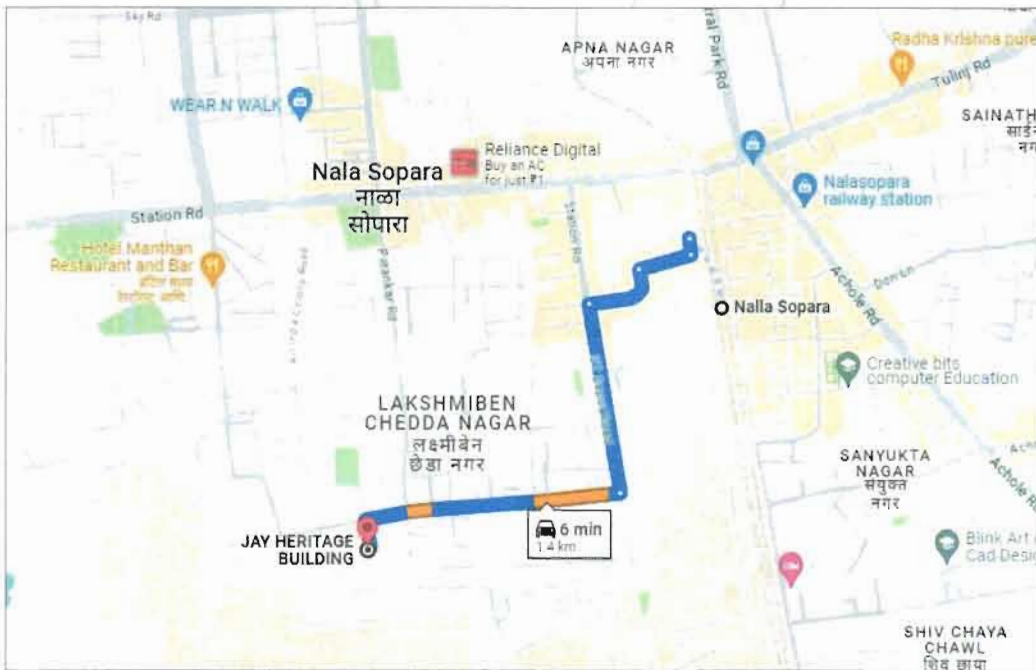 Sky Rd
APNA NAGAR
अपना नगर
Radha Krishna pure
Tulinj Rd
WEAR N WALK
SAINATH
Reliance Digital
Buy an AC
for just ₹1
Nala Sopara
नाळा
सोपारा
Nalasopara
railway station
Station Rd
Station Rd
Hotel Manthan
Restaurant and Bar
Patankar Rd
Achole Rd
Nalla Sopara
Creative bits
computer Education
LAKSHMIBEN
CHEDDA NAGAR
लक्ष्मीबेन
छेडा नगर
SANYUKTA
NAGAR
संयुक्त
नगर
Achole Rd
6 min
1.4 km
JAY HERITAGE
BUILDING
Blink Art
Cad Desig
SHIV CHAYA
CHAWL
शिव छाया